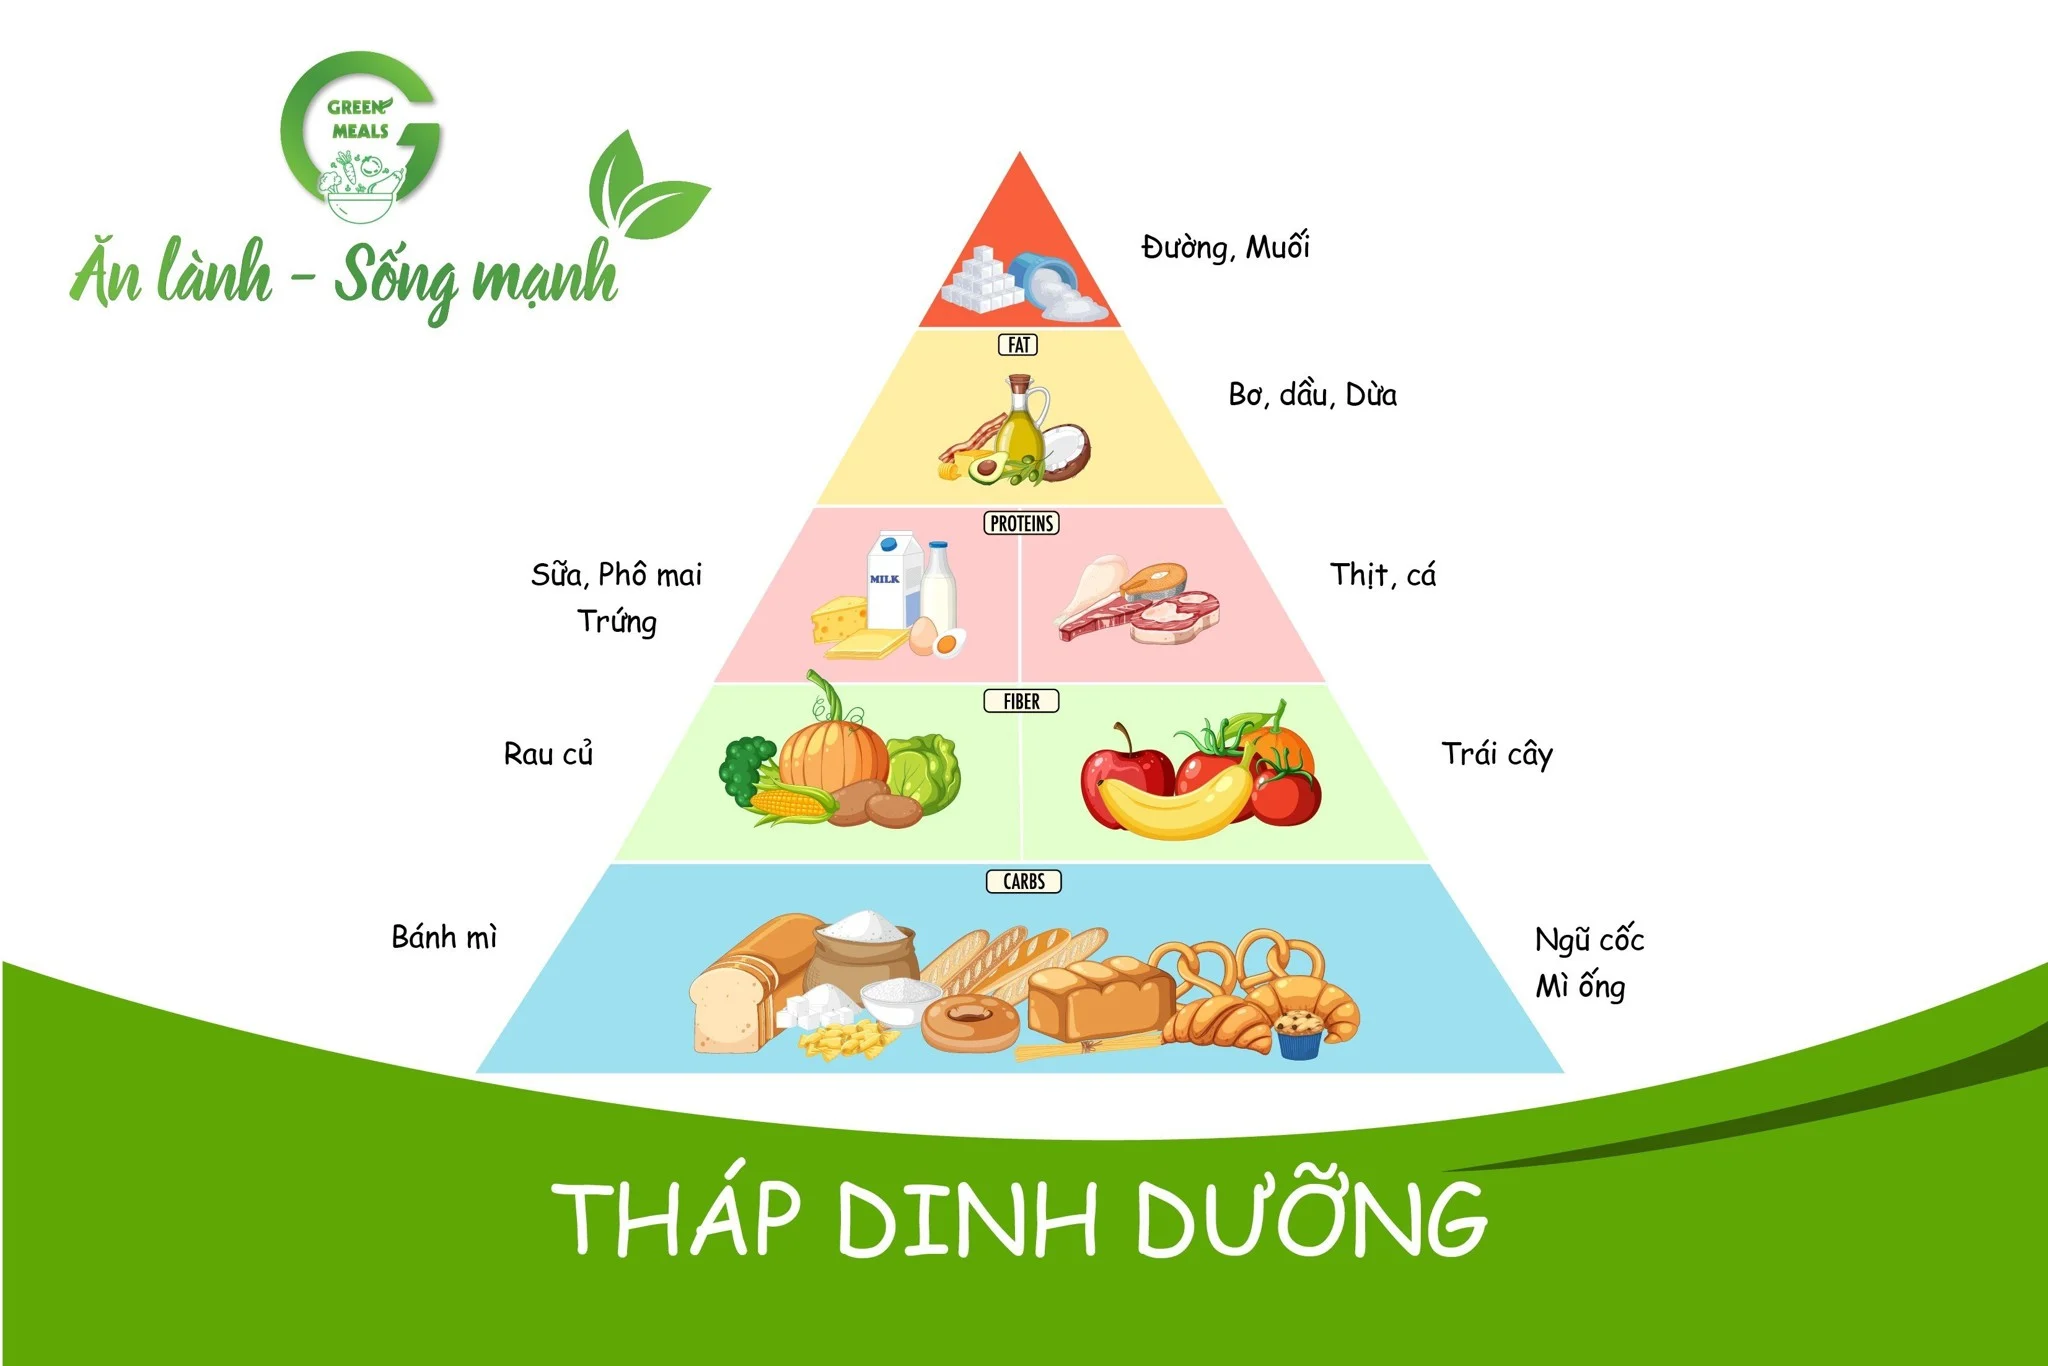 GREEN
MEALS
Ăn lành - Sống mạnh
Đường, Muối
FAT
Bơ, dầu, Dừa
PROTEINS
Sữa, Phô mai
Trứng
MILK
Thịt, cá
FIBER
Rau củ
Trái cây
CARBS
Bánh mì
Ngũ cốc
Mì ống
THÁP DINH DƯỠNG